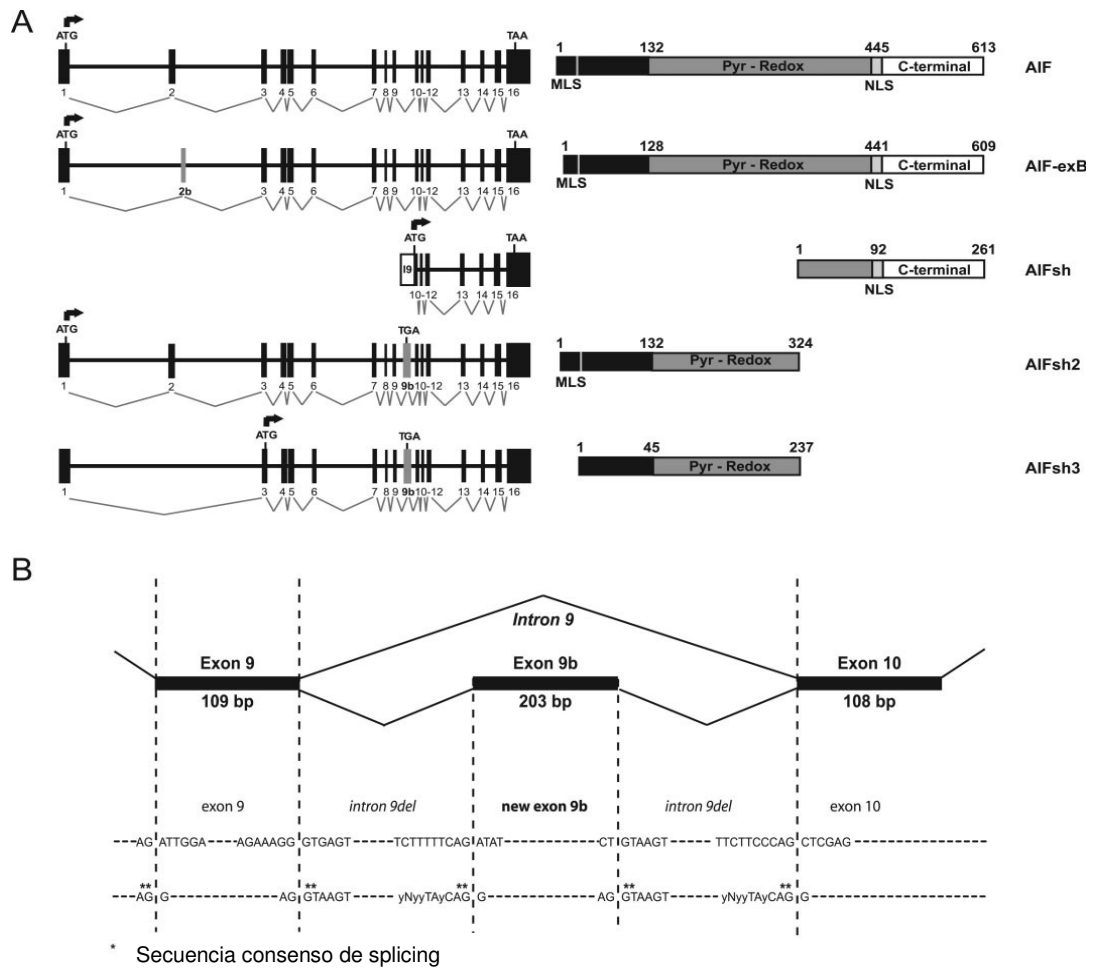 A
ATG TAA
1 2 3 4 5 6 7 8 9 10-12 13 14 15 16
1 132 445 613
Pyr - Redox C-terminal
MLS NLS
AIF
ATG TAA
1 2b 3 4 5 6 7 8 9 10-12 13 14 15 16
1 128 441 609
Pyr - Redox C-terminal
MLS NLS
AIF-exB
ATG TAA
I9
10-12 13 14 15 16
1 92 261
C-terminal
NLS
AIFsh
ATG TGA
1 2 3 4 5 6 7 8 9 9b 10-12 13 14 15 16
1 132 324
Pyr - Redox
MLS
AIFsh2
ATG TGA
1 3 4 5 6 7 8 9 9b 10-12 13 14 15 16
1 45 237
Pyr - Redox
AIFsh3
B
Intron 9
Exon 9 Exon 9b Exon 10
109 bp 203 bp 108 bp
exon 9 intron 9del new exon 9b intron 9del exon 10
AG ATTGGA AGAAAGG GTGAGT TCTTTTTCAG ATAT CT GTAAGT TTCTTCCCAG CTCGAG
** ** ** ** **
AG G AG GTAAGT yNyyTAyCAG G AG GTAAGT yNyyTAyCAG G
* Secuencia consenso de splicing